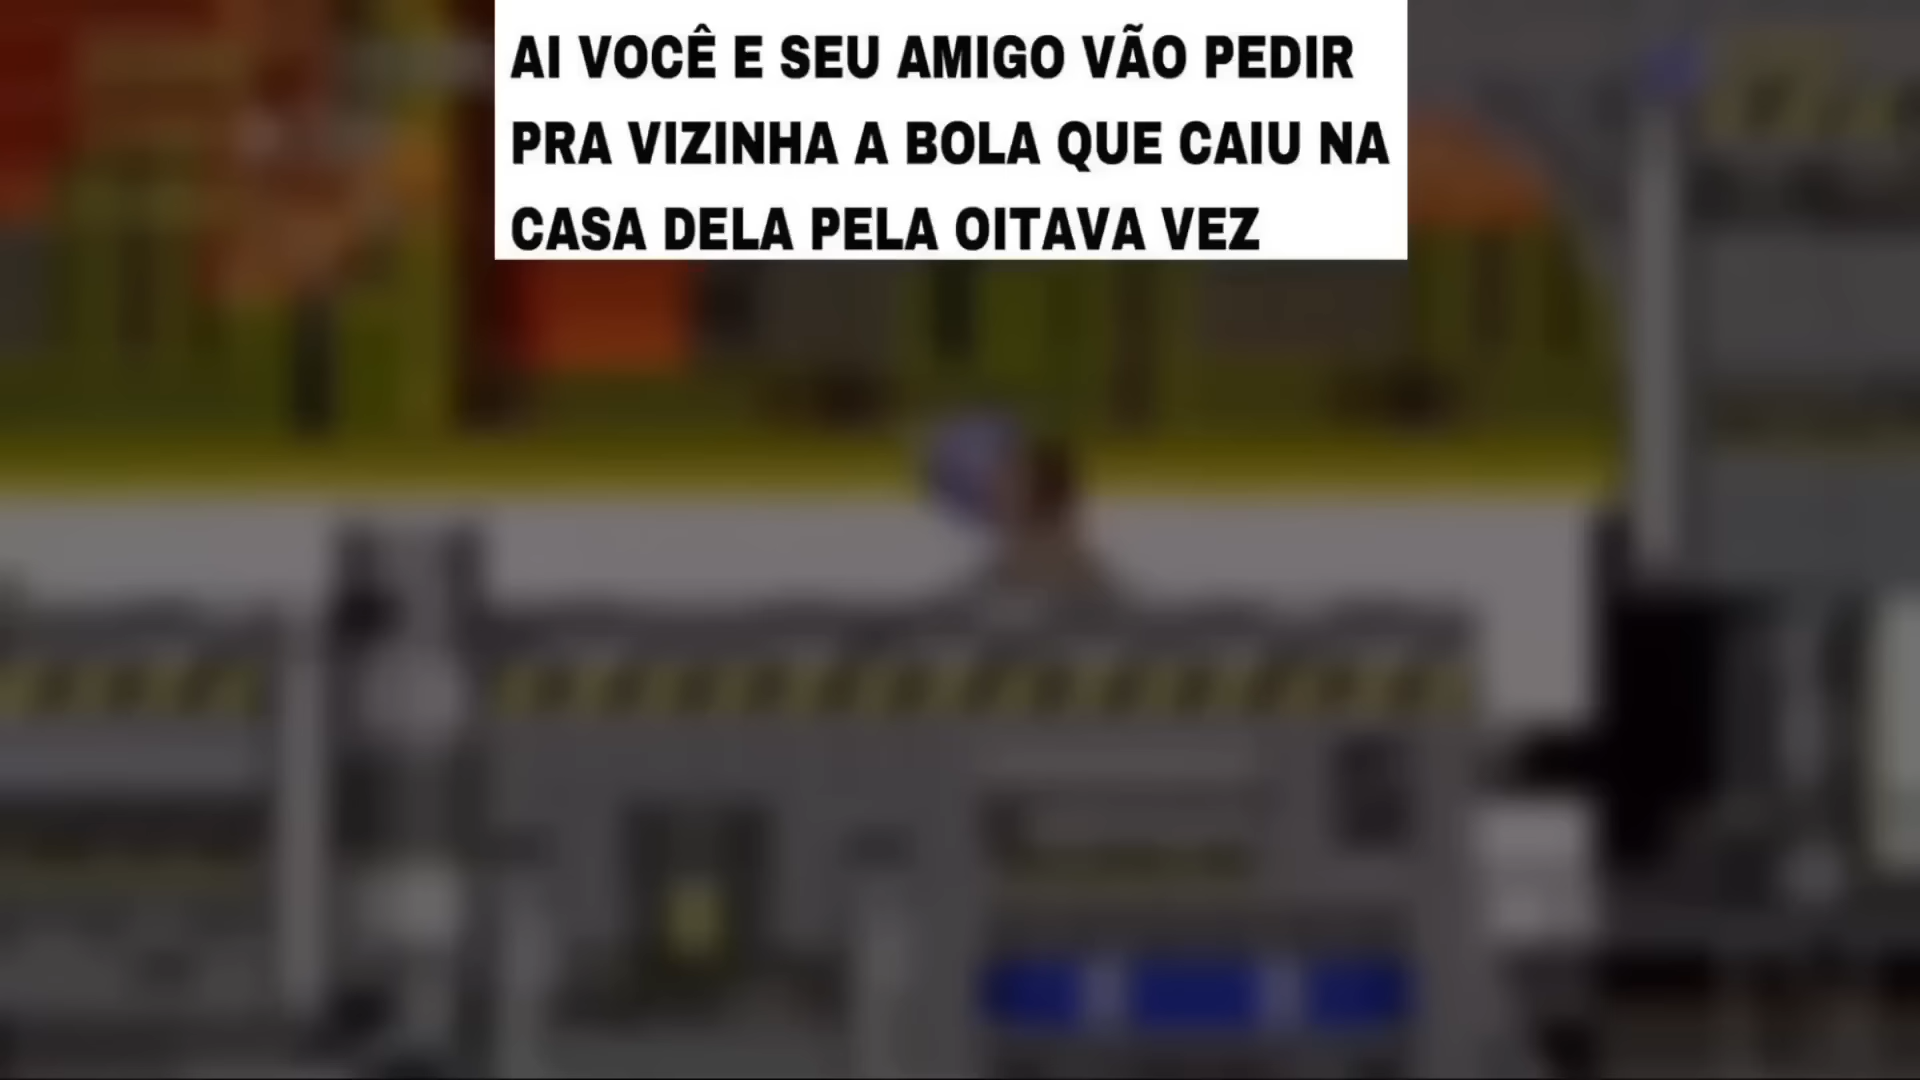 AI VOCÊ E SEU AMIGO VÃO PEDIR
PRA VIZINHA A BOLA QUE CAIU NA
CASA DELA PELA OITAVA VEZ